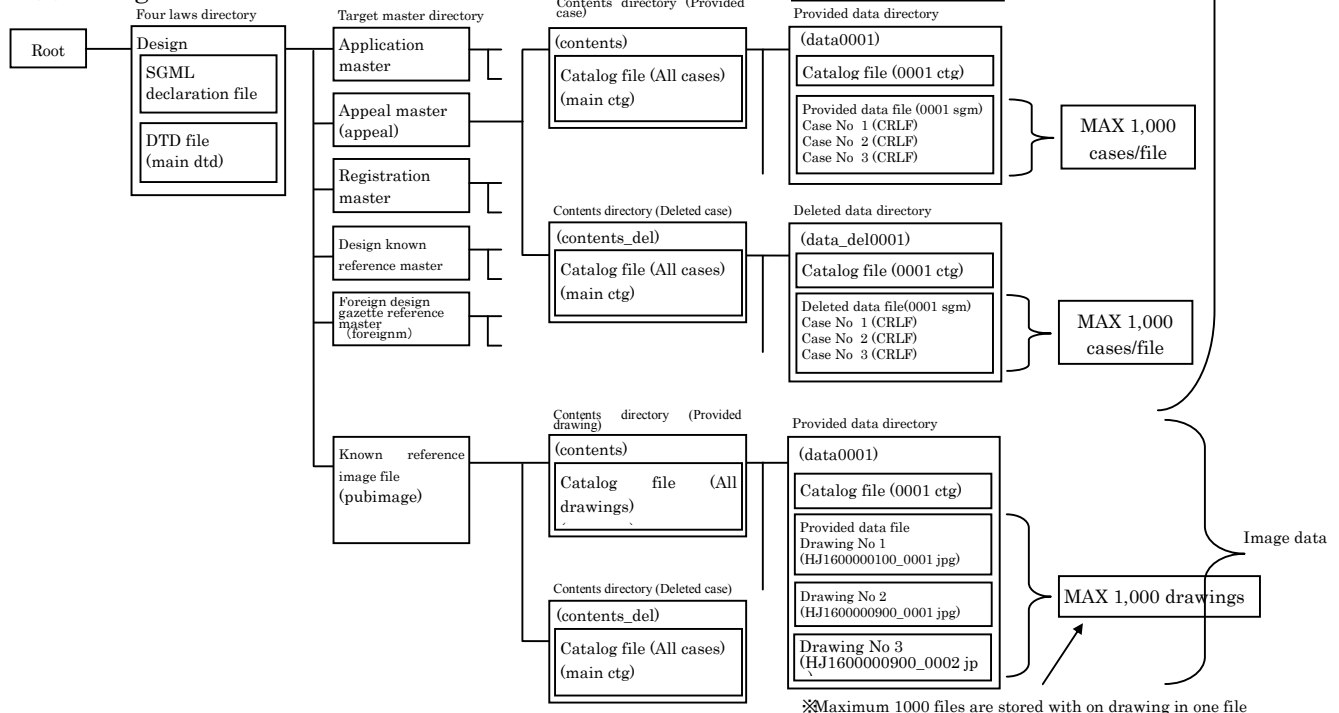 Four laws directory
Root
Design
SGML
declaration file
DTD file
(main dtd)
Target master directory
Application
master
Appeal master
(appeal)
Registration
master
Design known
reference master
Foreign design
gazette reference
master
(foreignm)
Known reference
image file
(pubimage)
Contents directory (Provided
case)
(contents)
Catalog file (All cases)
(main ctg)
Contents directory (Deleted case)
(contents_del)
Catalog file (All cases)
(main ctg)
Contents directory (Provided
drawing)
(contents)
Catalog file (All
drawings)
Contents directory (Deleted case)
(contents_del)
Catalog file (All cases)
(main ctg)
Provided data directory
(data0001)
Catalog file (0001 ctg)
Provided data file (0001 sgm)
Case No 1 (CRLF)
Case No 2 (CRLF)
Case No 3 (CRLF)
MAX 1,000
cases/file
Deleted data directory
(data_del0001)
Catalog file (0001 ctg)
Deleted data file(0001 sgm)
Case No 1 (CRLF)
Case No 2 (CRLF)
Case No 3 (CRLF)
MAX 1,000
cases/file
Provided data directory
(data0001)
Catalog file (0001 ctg)
Provided data file
Drawing No 1
(HJ1600000100_0001 jpg)
Drawing No 2
(HJ1600000900_0001 jpg)
Drawing No 3
(HJ1600000900_0002 jp
MAX 1,000 drawings
Image data
※Maximum 1000 files are stored with on drawing in one file